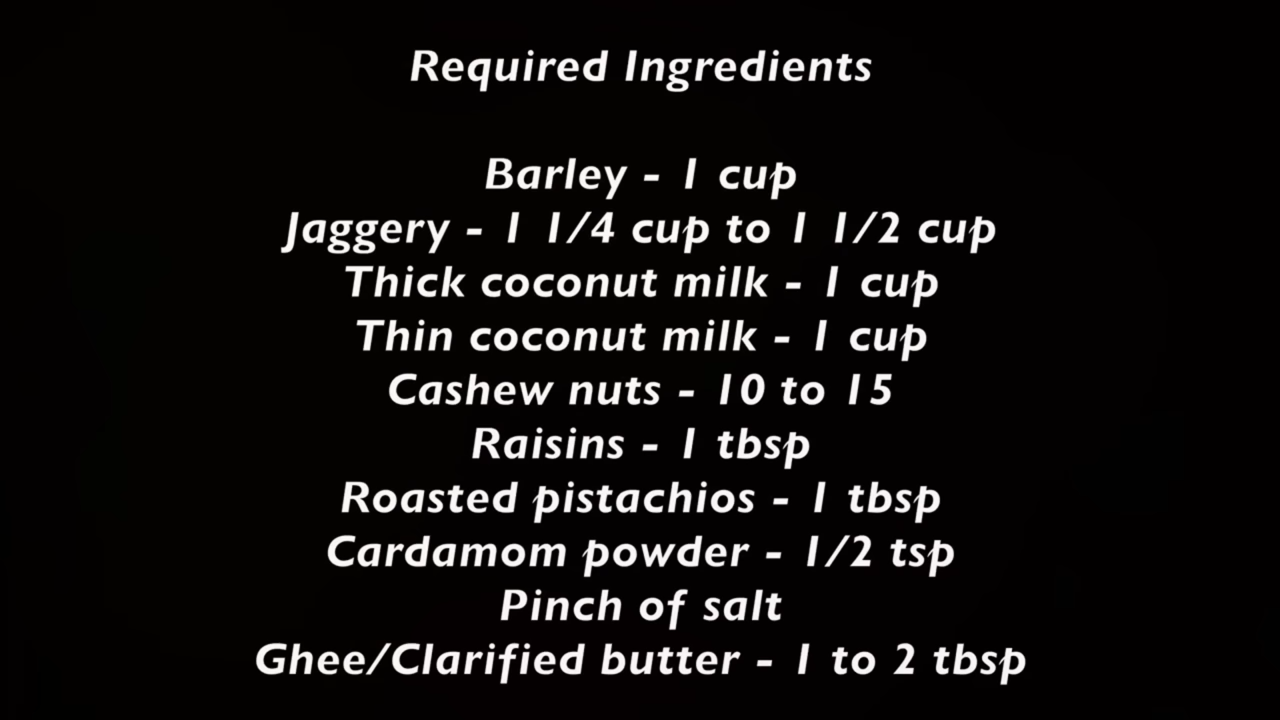 Required Ingredients
Barley - 1 cup
Jaggery - 1 1/4 cup to 1 1/2 cup
Thick coconut milk - 1 cup
Thin coconut milk - 1 cup
Cashew nuts - 10 to 15
Raisins - 1 tbsp
Roasted pistachios - 1 tbsp
Cardamom powder - 1/2 tsp
Pinch of salt
Ghee/Clarified butter - 1 to 2 tbsp